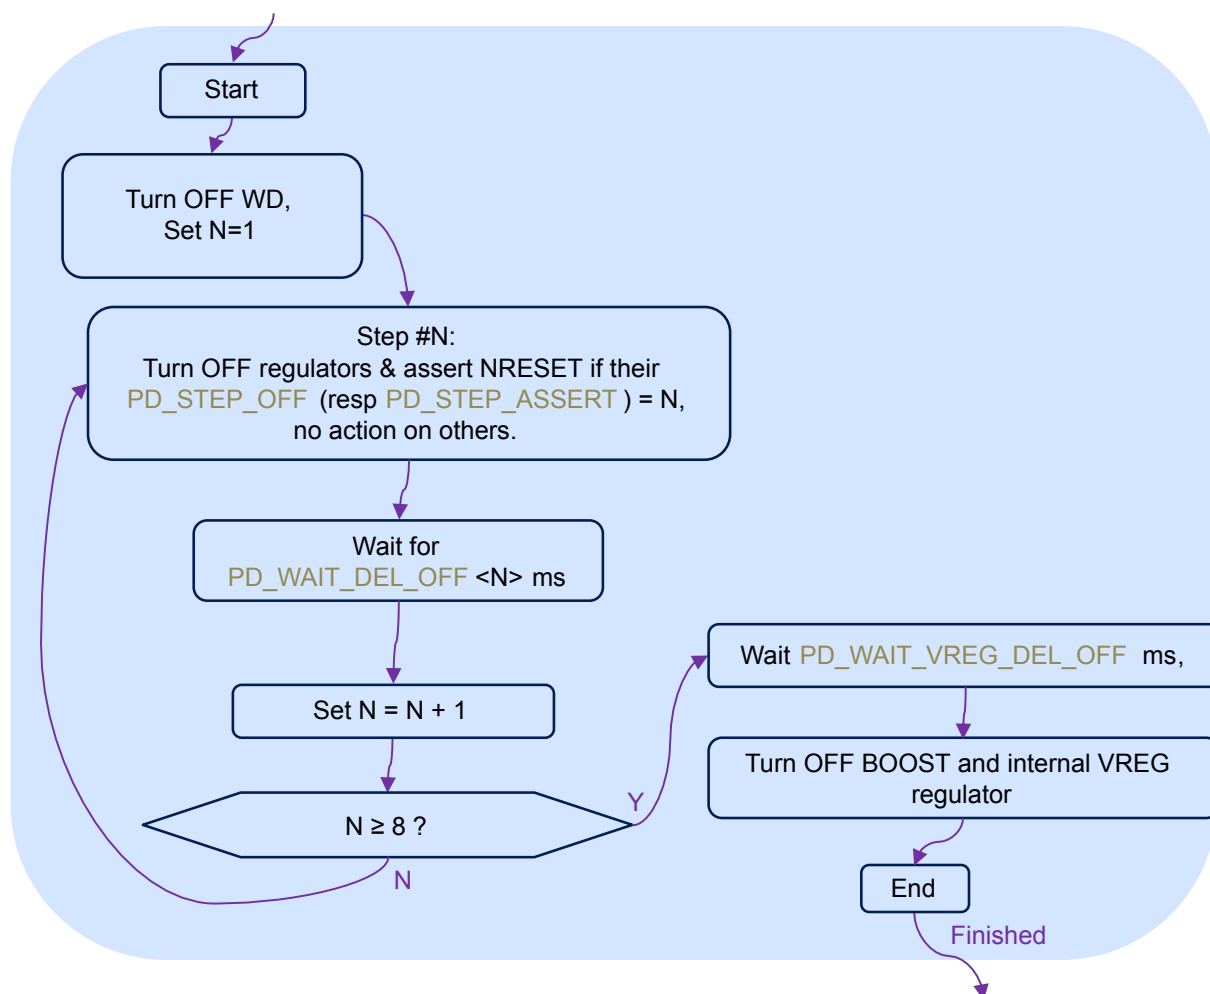 Start
Turn OFF WD,
Set N=1
Step #N:
Turn OFF regulators & assert NRESET if their
PD_STEP_OFF (resp PD_STEP_ASSERT ) = N,
no action on others.
Wait for
PD_WAIT_DEL_OFF <N> ms
Set N = N + 1
N ≥ 8 ?
Y
N
Wait PD_WAIT_VREG_DEL_OFF ms,
Turn OFF BOOST and internal VREG
regulator
End
Finished